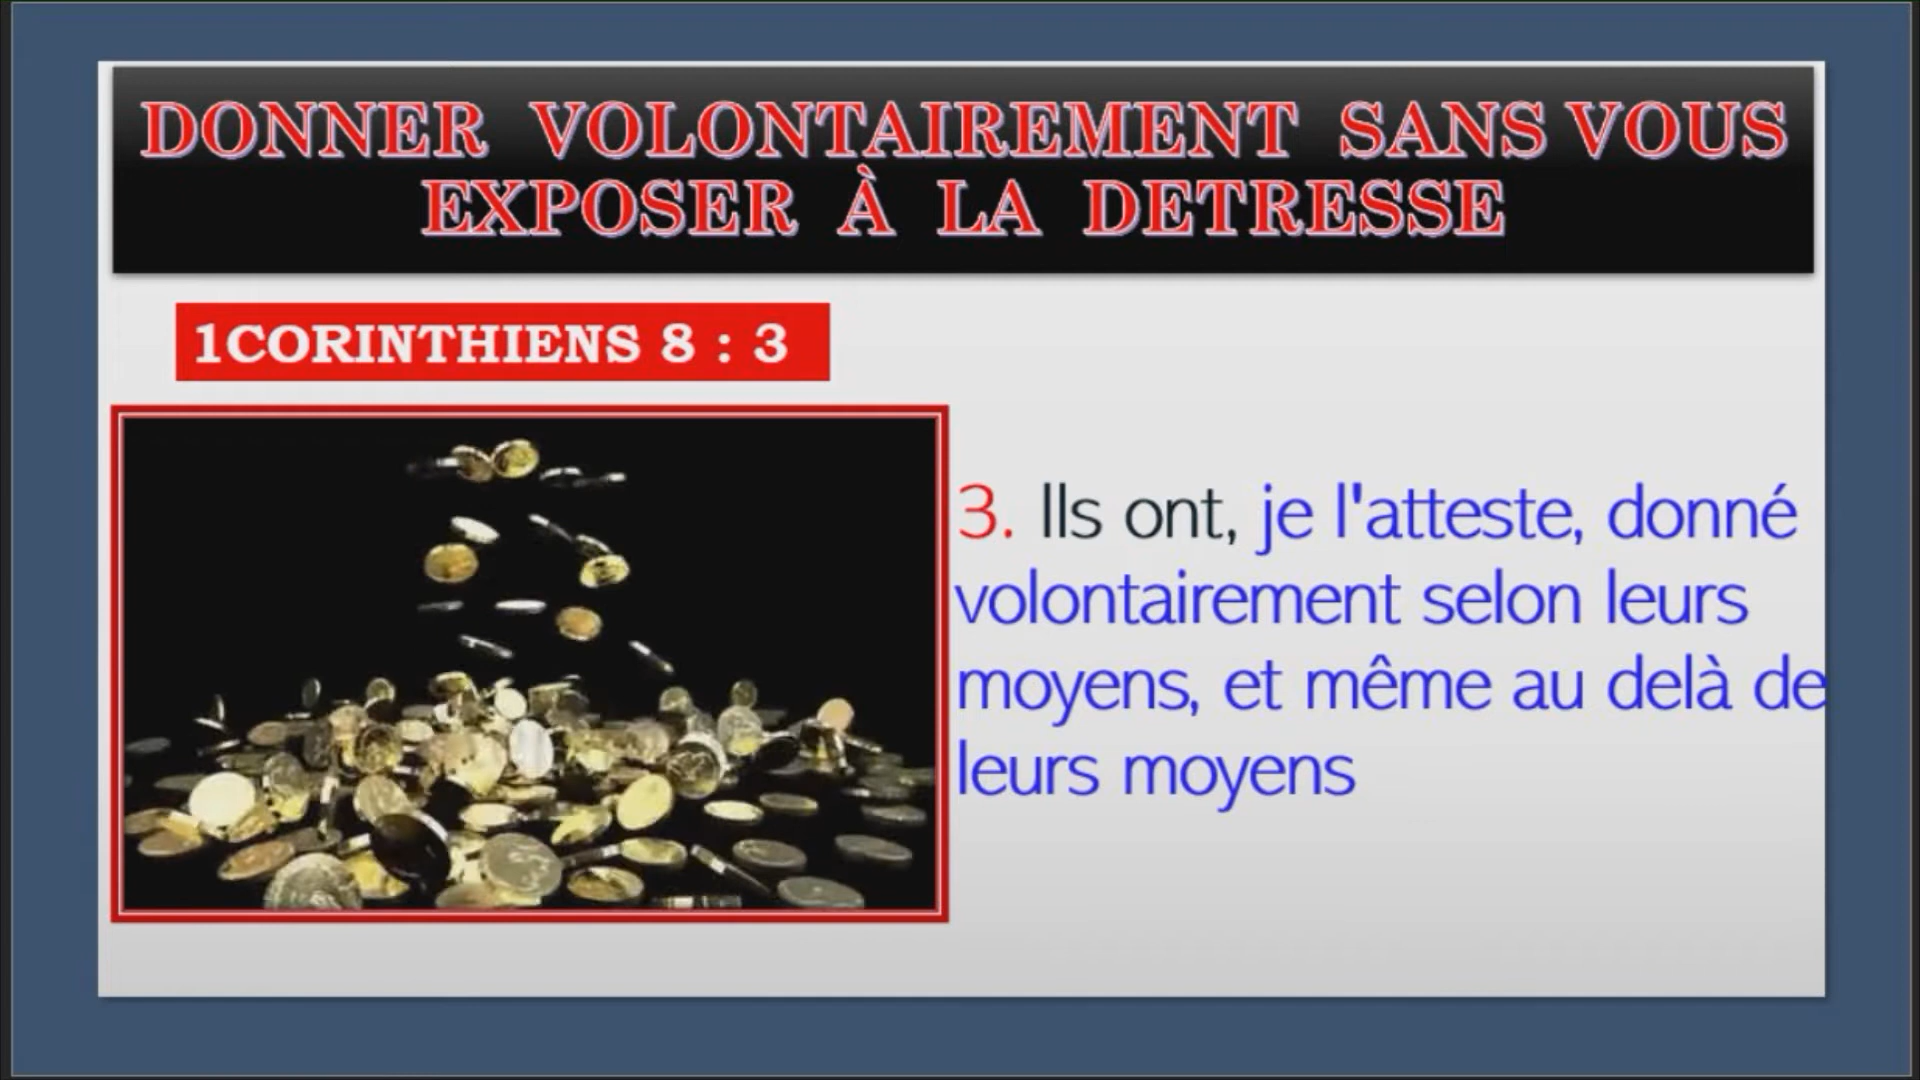 DONNER VOLONTAIREMENT SANS VOUS
EXPOSER À LA DETRESSE
1CORINTHIENS 8 : 3
3. Ils ont, je l'atteste, donné
volontairement selon leurs
moyens, et même au delà de
leurs moyens